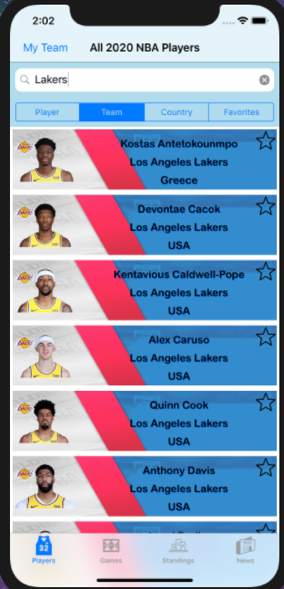 2:02
My Team
All 2020 NBA Players
Lakers
Player Team Country Favorites
Kostas Antetokounmpo
Los Angeles Lakers
Greece
Devontae Cacok
Los Angeles Lakers
USA
Kentavious Caldwell-Pope
Los Angeles Lakers
USA
Alex Caruso
Los Angeles Lakers
USA
Quinn Cook
Los Angeles Lakers
USA
Anthony Davis
Los Angeles Lakers
USA
32
Players Games Standings News